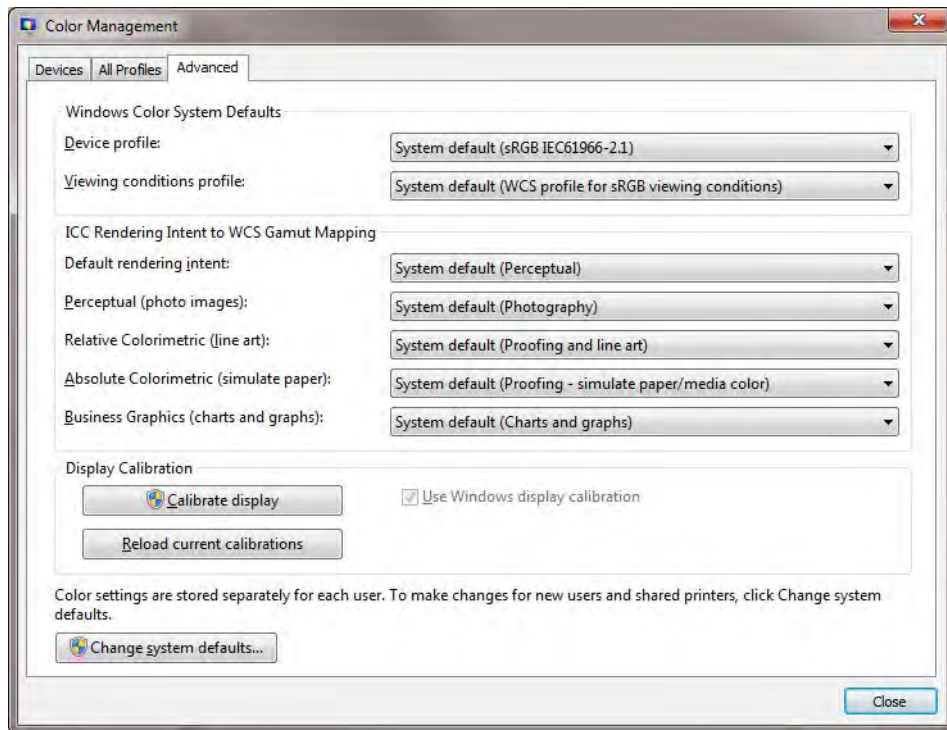 Color Management
Devices All Profiles Advanced
Windows Color System Defaults
Device profile: System default (sRGB IEC61966-2.1)
Viewing conditions profile: System default (WCS profile for sRGB viewing conditions)
ICC Rendering Intent to WCS Gamut Mapping
Default rendering intent: System default (Perceptual)
Perceptual (photo images): System default (Photography)
Relative Colorimetric (line art): System default (Proofing and line art)
Absolute Colorimetric (simulate paper): System default (Proofing - simulate paper/media color)
Business Graphics (charts and graphs): System default (Charts and graphs)
Display Calibration
Calibrate display Use Windows display calibration
Reload current calibrations
Color settings are stored separately for each user. To make changes for new users and shared printers, click Change system
defaults.
Change system defaults...
Close